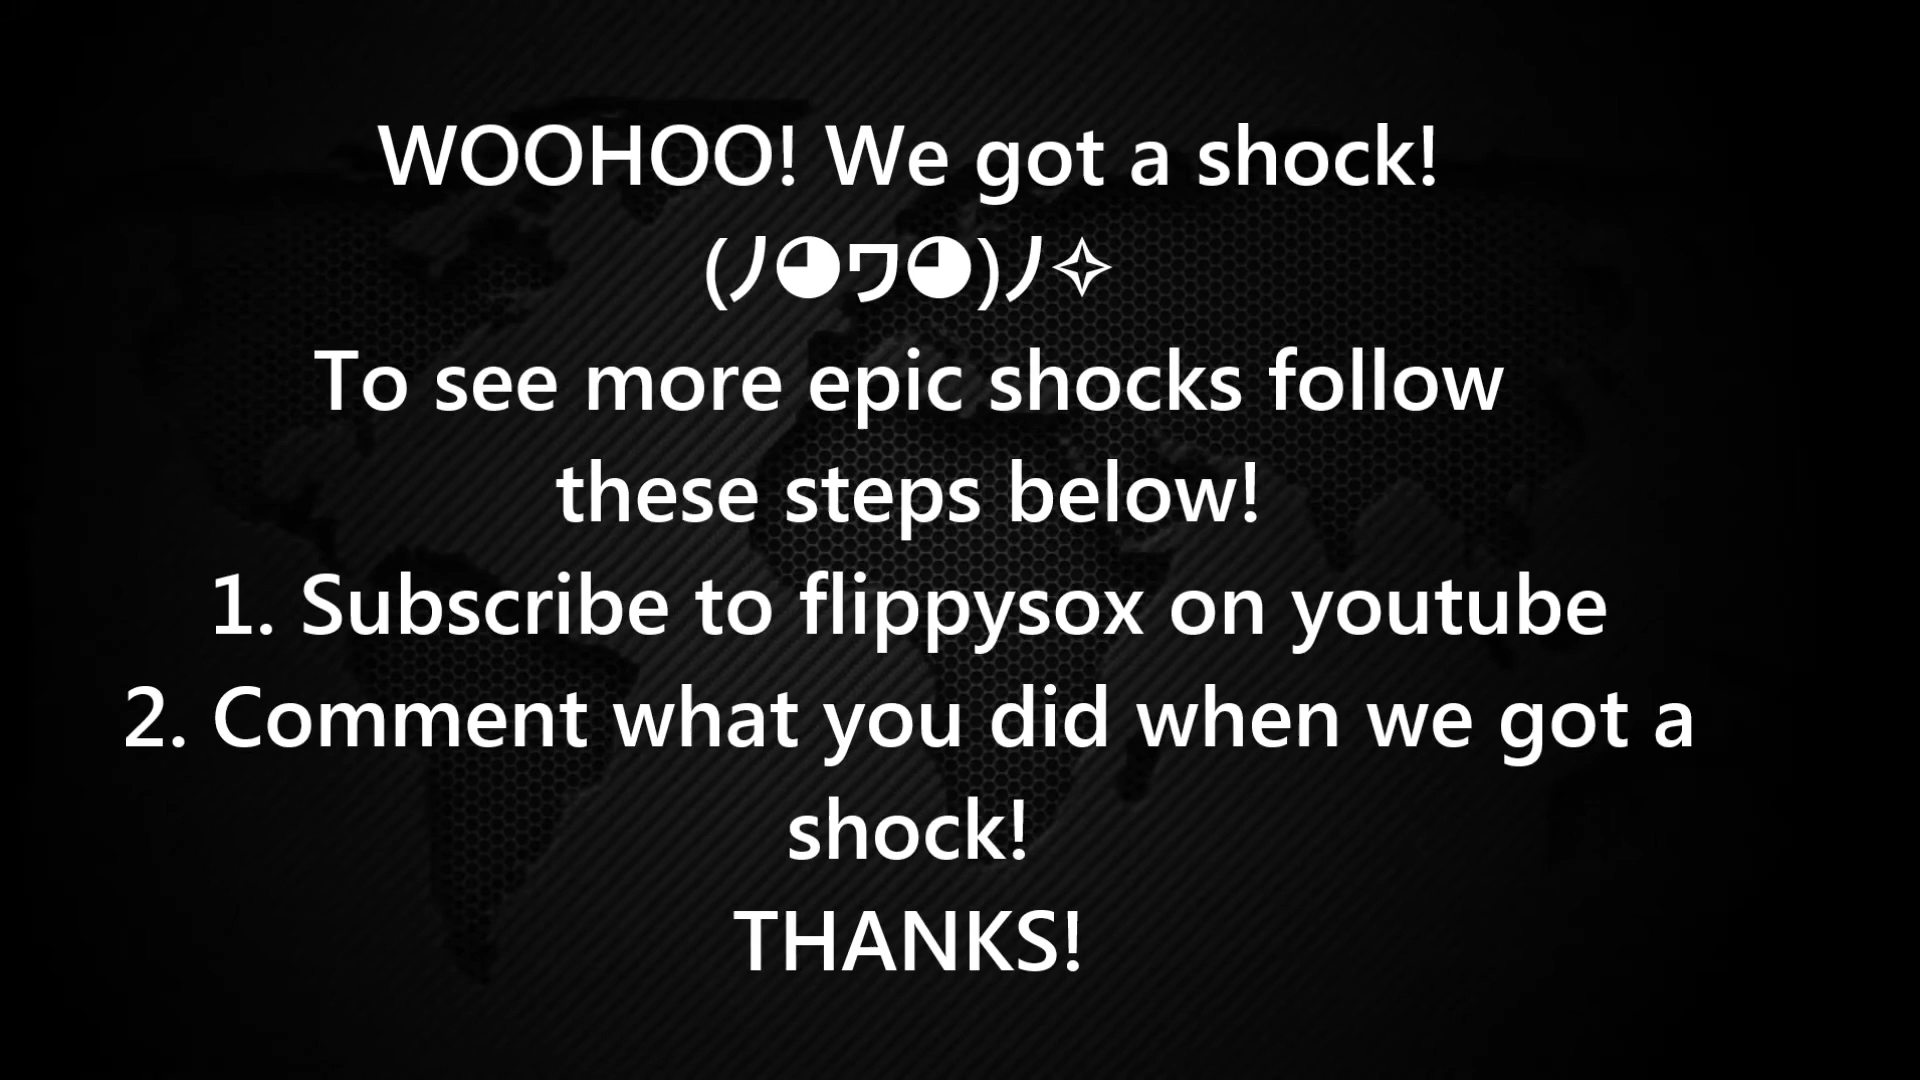 WOOHOO! We got a shock!
(ﾉ◕ヮ◕)ﾉ✧
To see more epic shocks follow
these steps below!
1. Subscribe to flippysox on youtube
2. Comment what you did when we got a
shock!
THANKS!